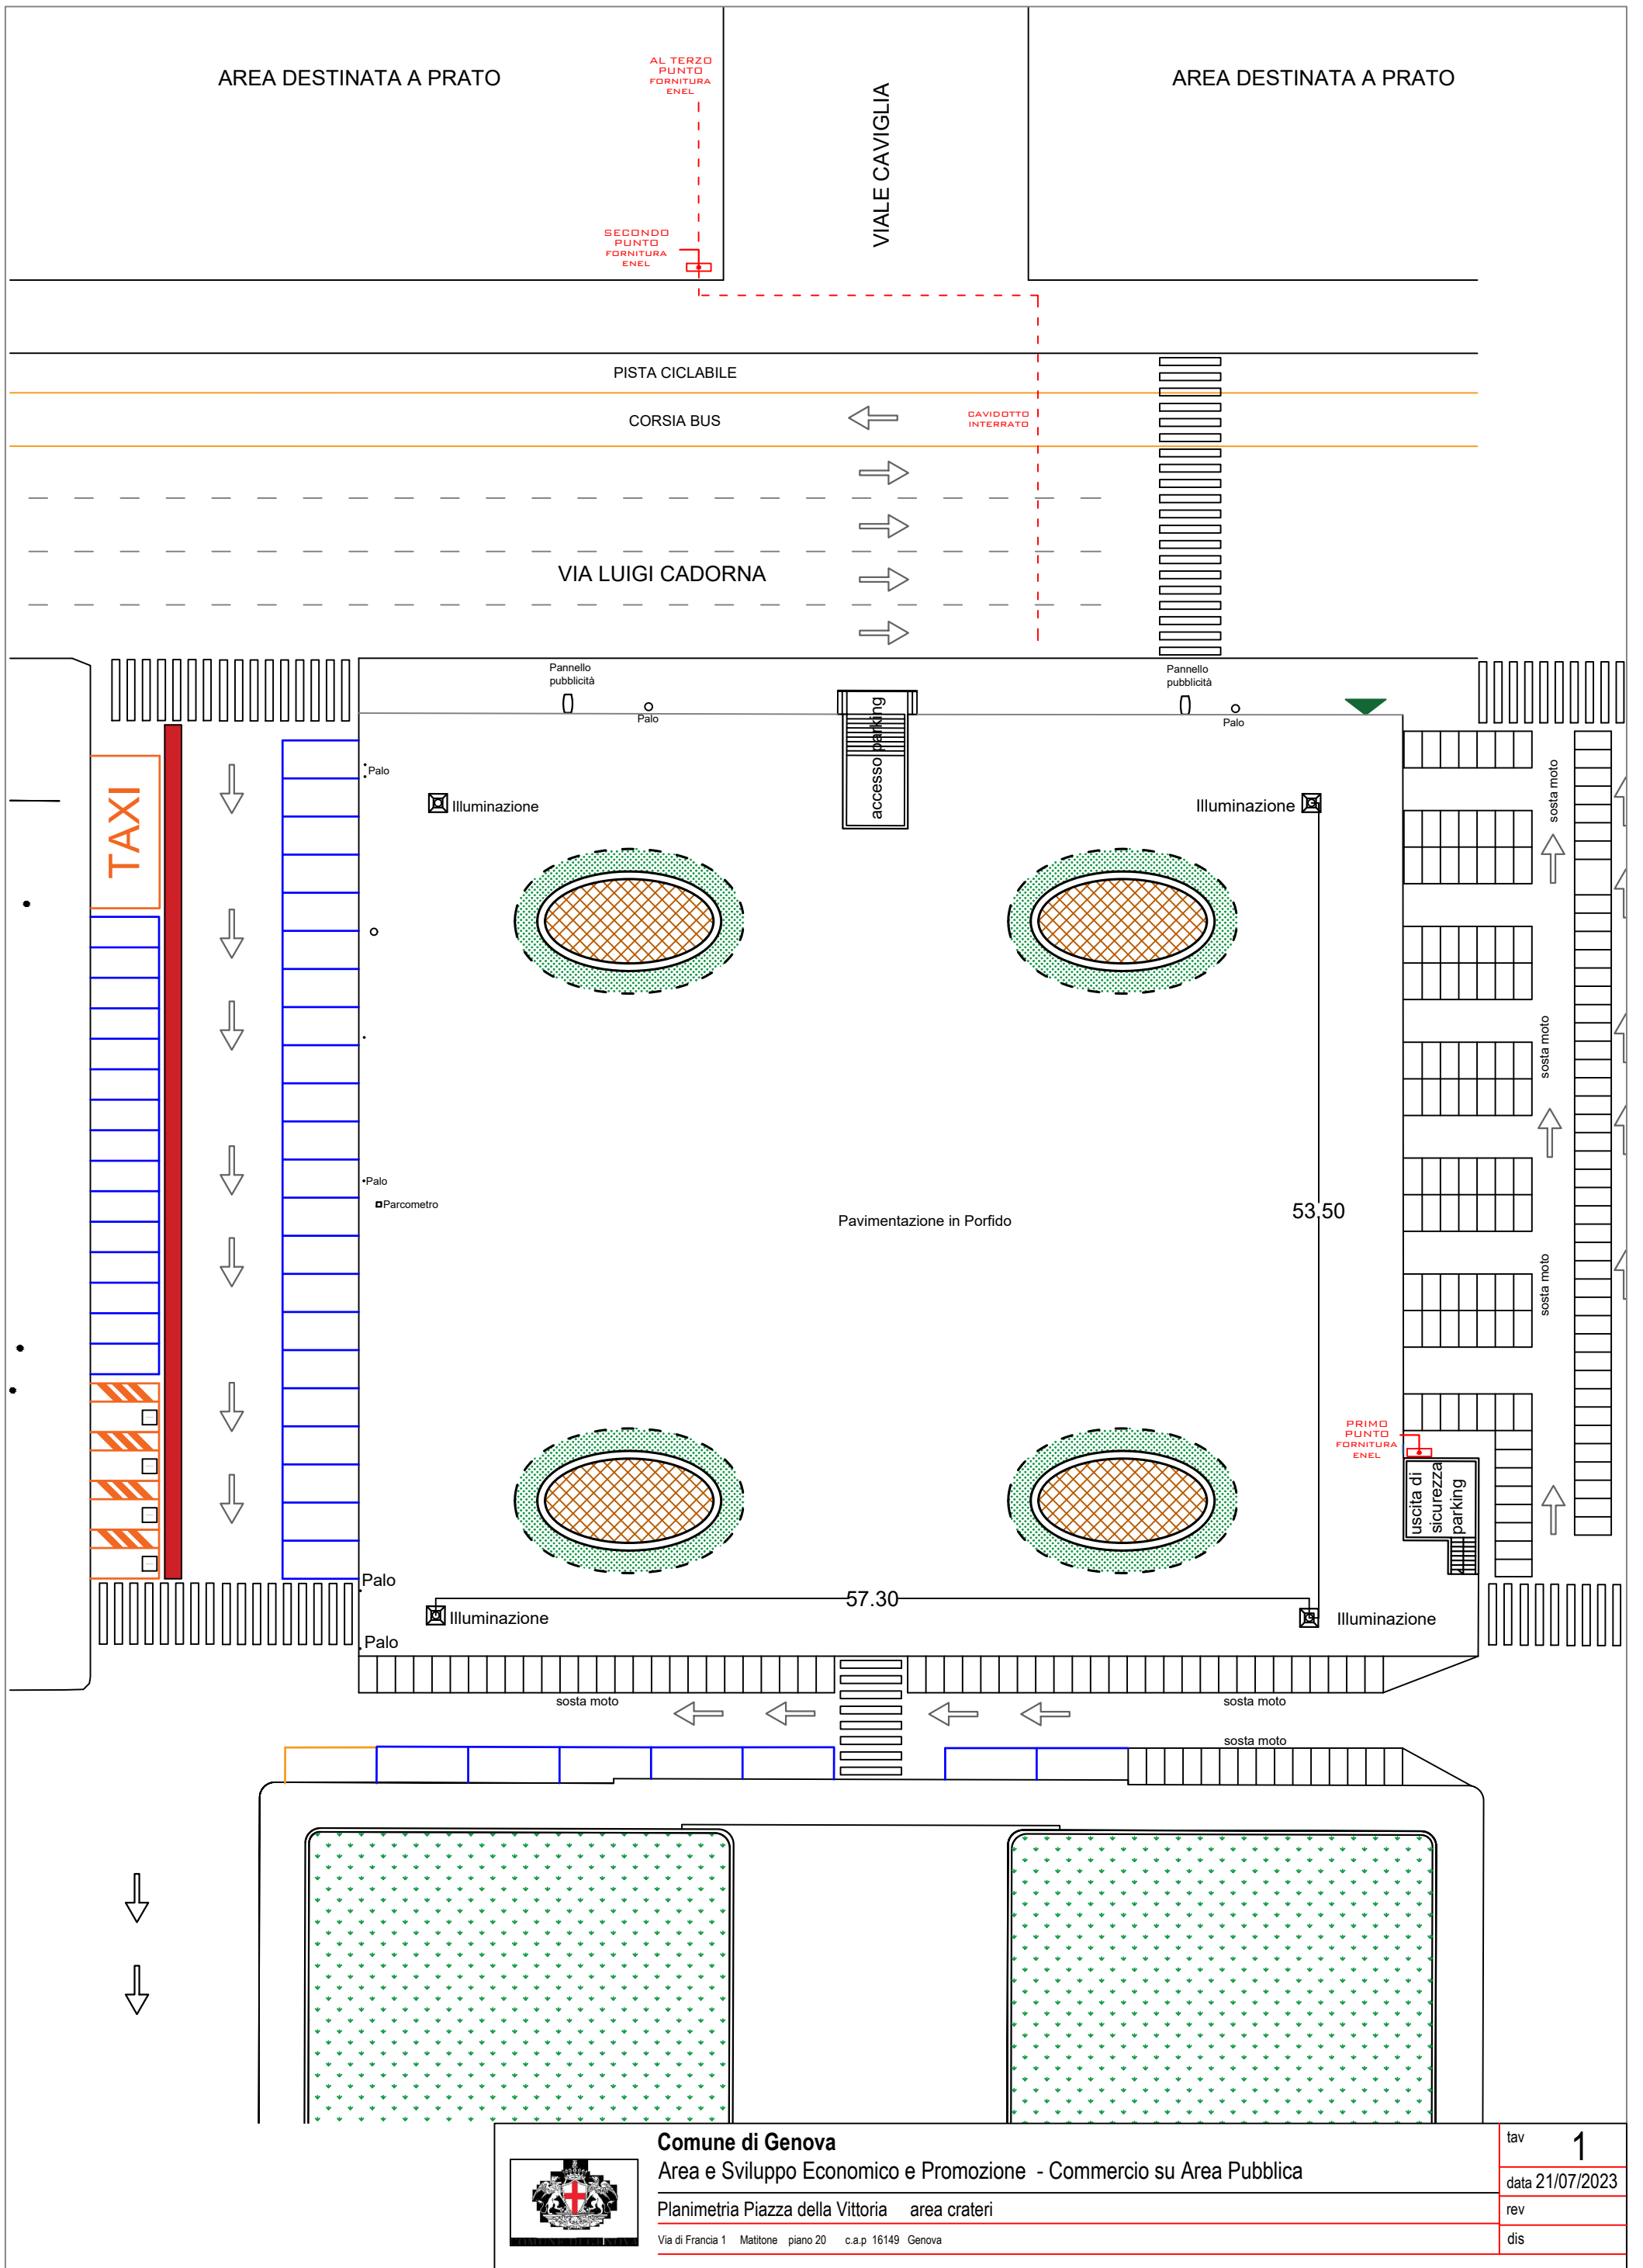 AREA DESTINATA A PRATO
AL TERZO
PUNTO
FORNITURA
ENEL
VIALE CAVIGLIA
AREA DESTINATA A PRATO
SECONDO
PUNTO
FORNITURA
ENEL
PISTA CICLABILE
CORSIA BUS
CAVIDOTTO
INTERRATO
VIA LUIGI CADORNA
Pannello
pubblicità
Palo
accesso parking
Pannello
pubblicità
Palo
TAXI
Palo
Illuminazione
Illuminazione
sosta moto
sosta moto
Palo
Parcometro
Pavimentazione in Porfido
53.50
sosta moto
PRIMO
PUNTO
FORNITURA
ENEL
uscita di
sicurezza
parking
Palo
57.30
Illuminazione
Illuminazione
Palo
sosta moto
sosta moto
sosta moto
Comune di Genova
Area e Sviluppo Economico e Promozione - Commercio su Area Pubblica
Planimetria Piazza della Vittoria area crateri
Via di Francia 1 Matitone piano 20 c.a.p 16149 Genova
COMUNE DI GENOVA
tav 1
data 21/07/2023
rev
dis